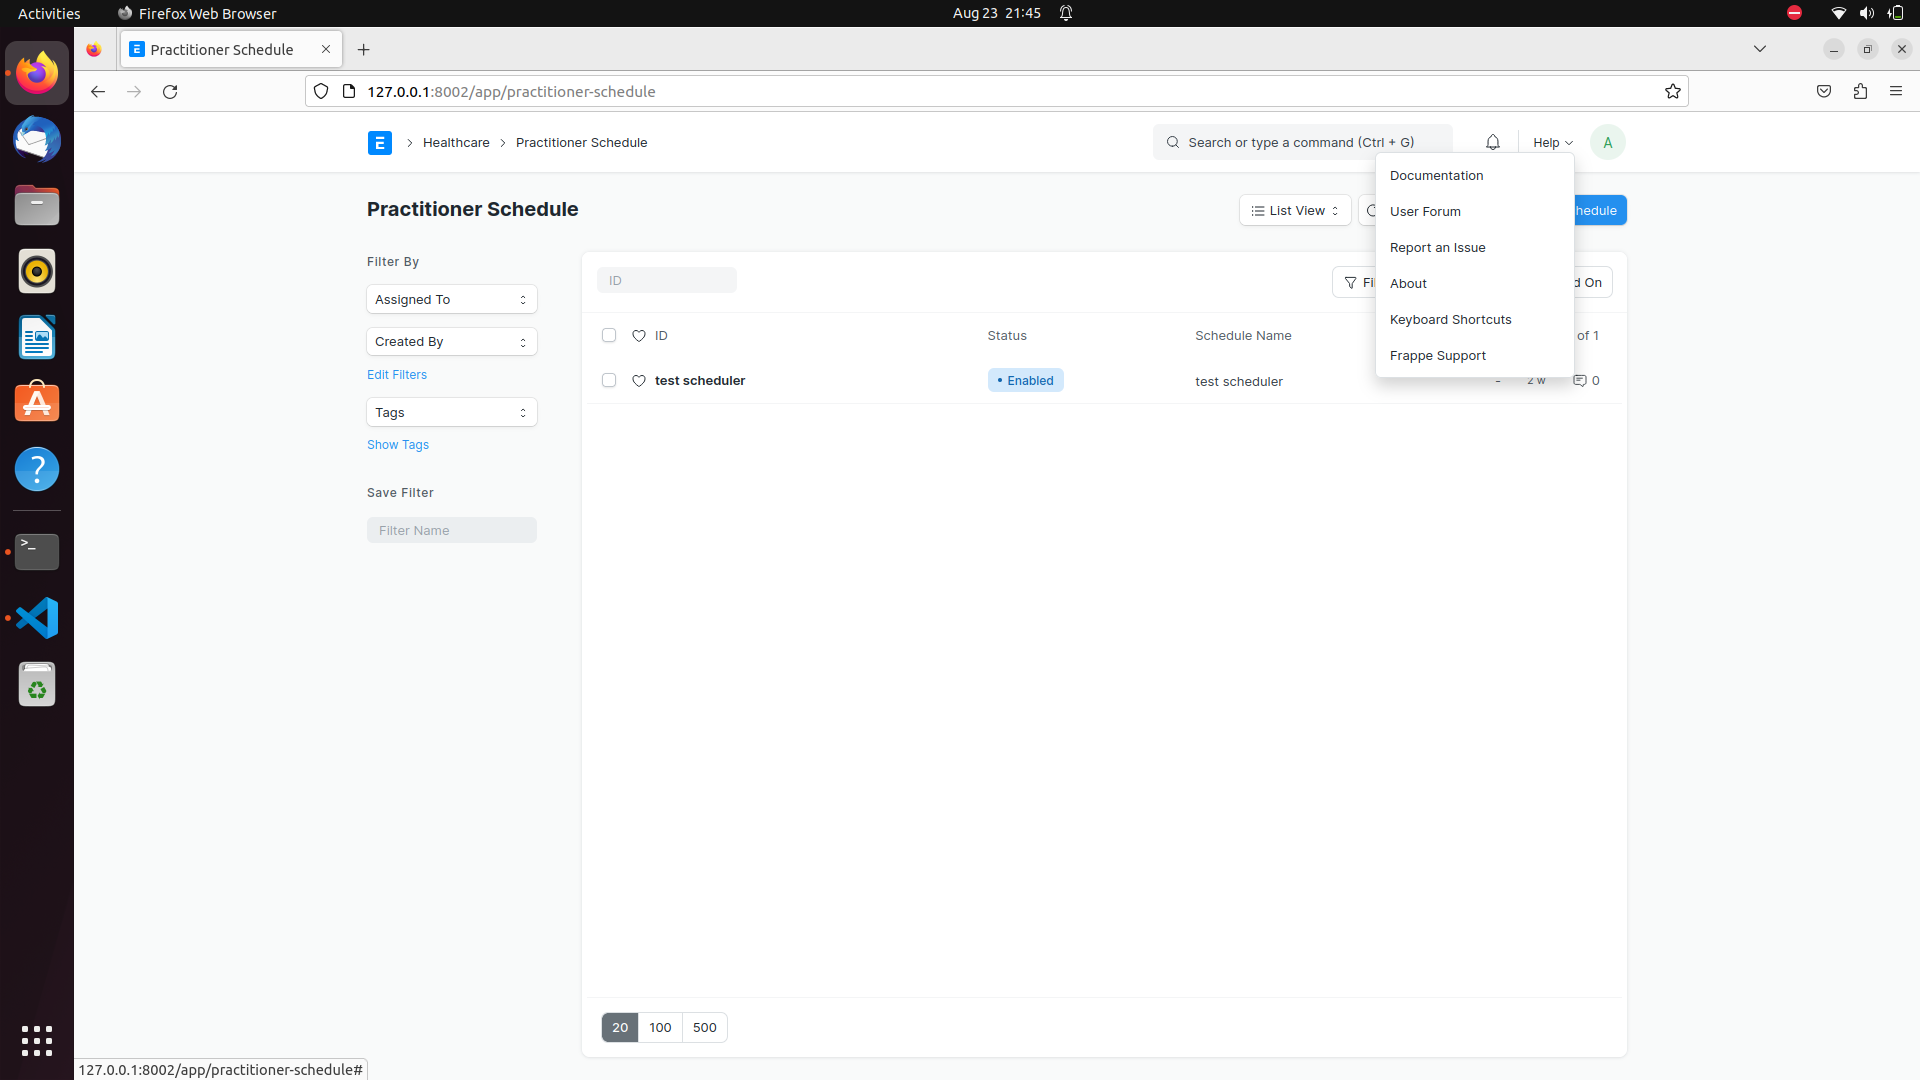 Activities
Firefox Web Browser
Aug 23 21:45
Practitioner Schedule
127.0.0.1:8002/app/practitioner-schedule
E
Healthcare
Practitioner Schedule
Search or type a command (Ctrl + G)
Help
A
Practitioner Schedule
List View
hedule
Documentation
User Forum
Report an Issue
About
Keyboard Shortcuts
Frappe Support
Filter By
Assigned To
Created By
Edit Filters
Tags
Show Tags
Save Filter
Filter Name
ID
Fil
d On
ID
Status
Schedule Name
of 1
test scheduler
Enabled
test scheduler
-
2 w
0
20
100
500
127.0.0.1:8002/app/practitioner-schedule#